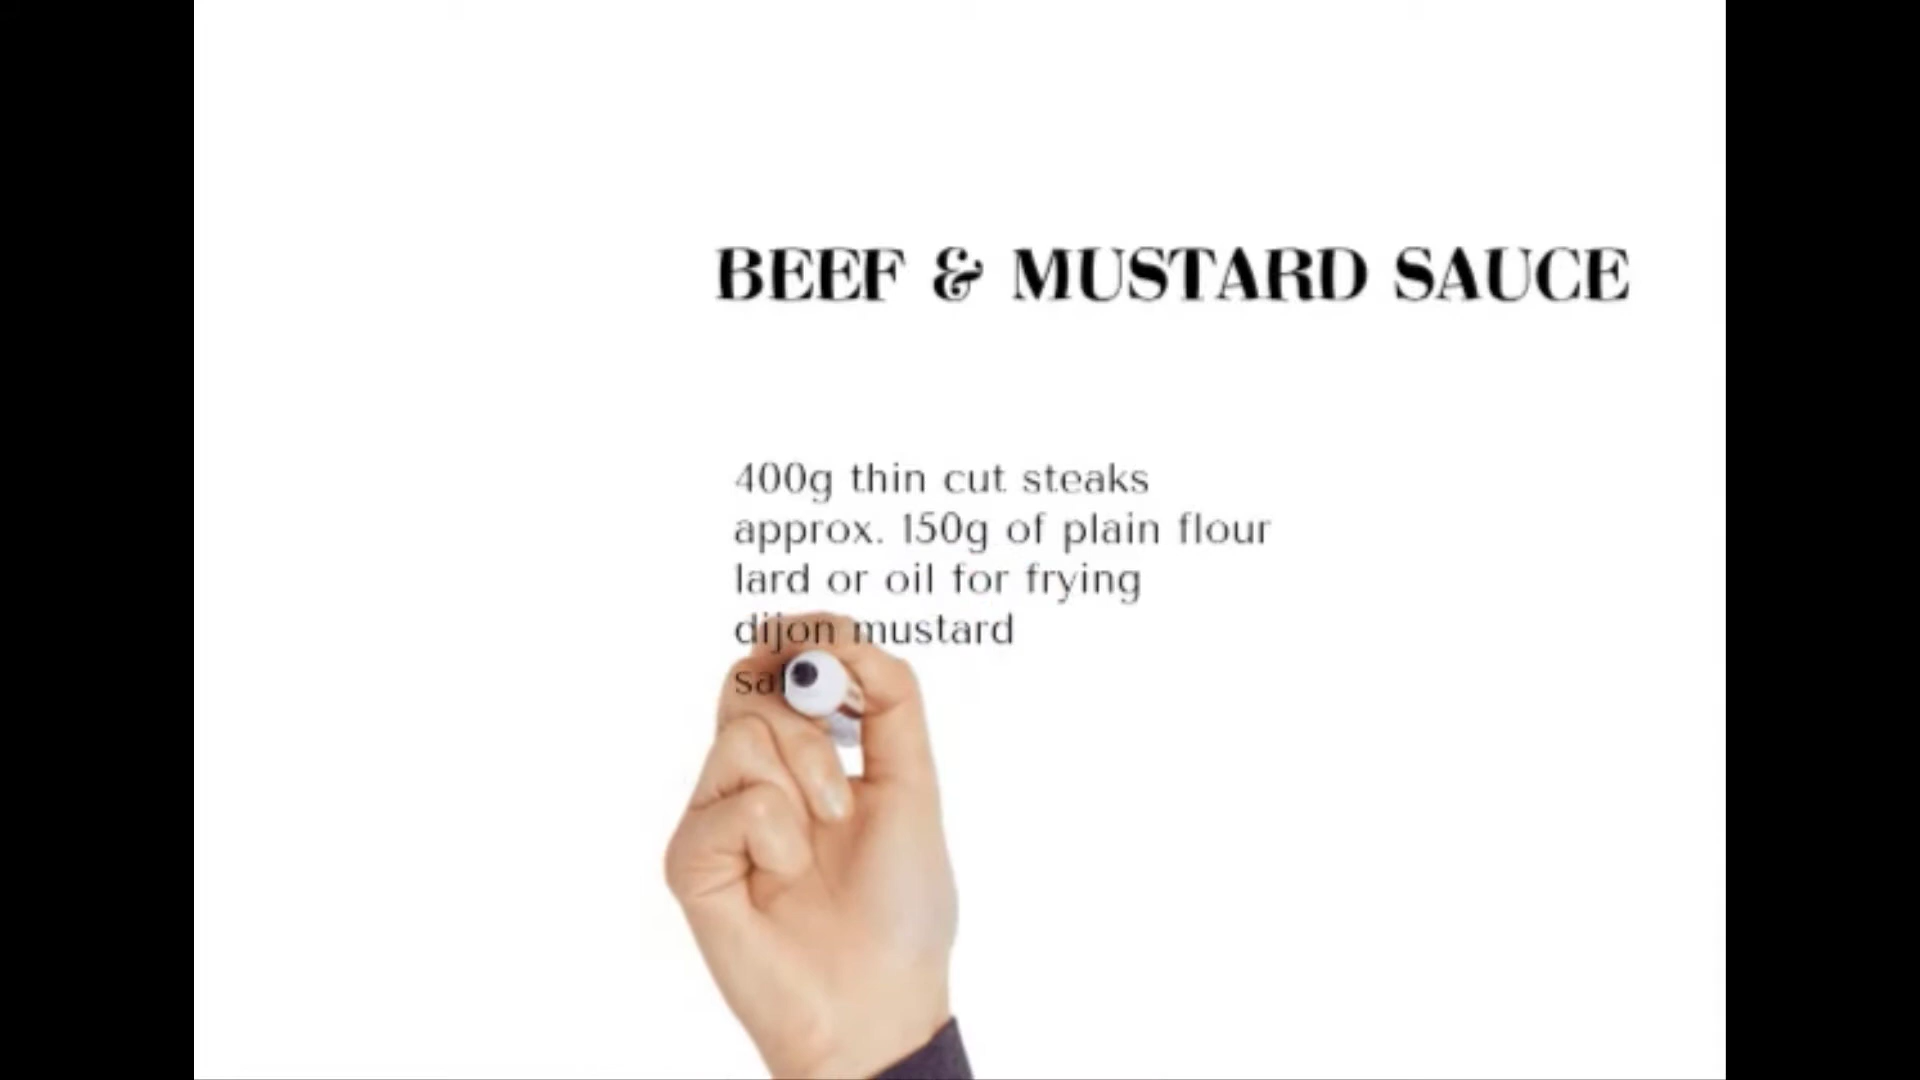 BEEF & MUSTARD SAUCE
400g thin cut steaks
approx. 150g of plain flour
lard or oil for frying
dijon mustard